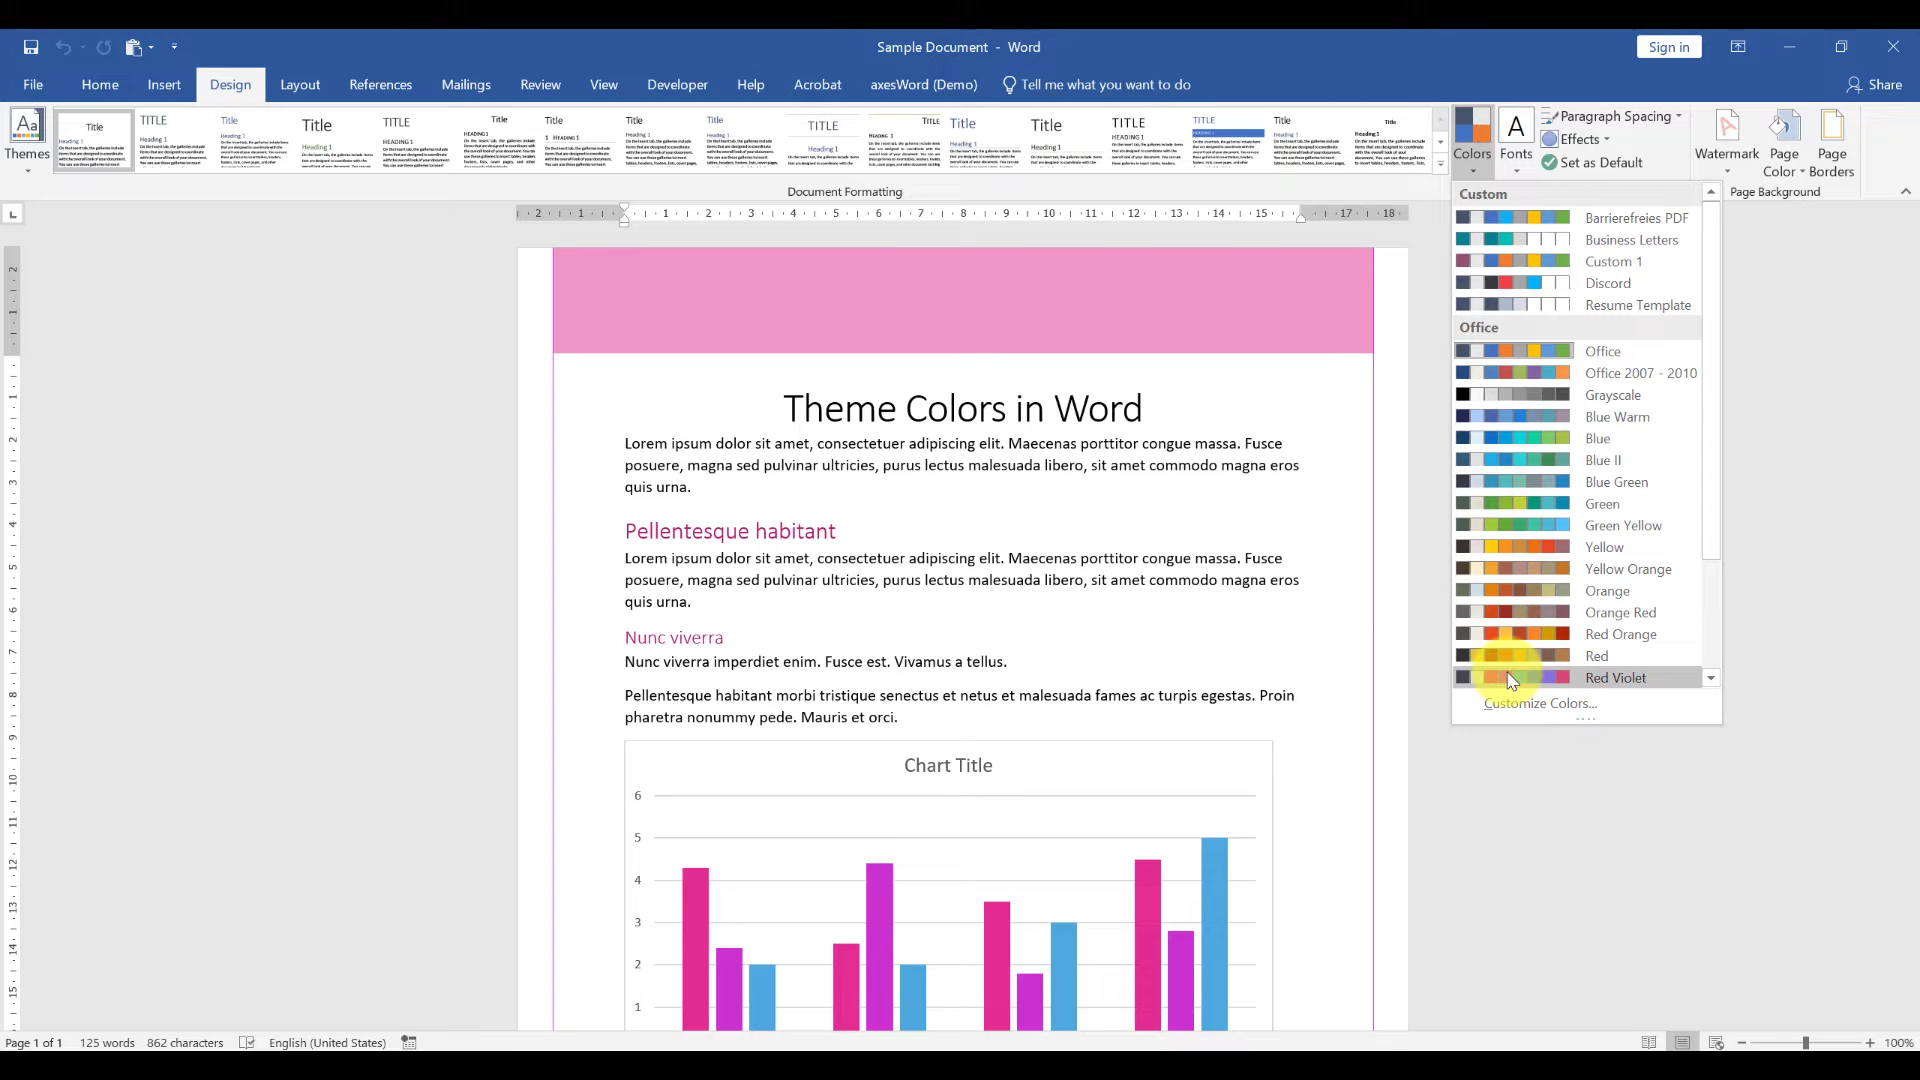 Sample Document - Word
Sign in
File Home Insert Design Layout References Mailings Review View Developer Help Acrobat axesWord (Demo) Tell me what you want to do
Share
Themes
Document Formatting
Colors
Fonts
Paragraph Spacing
Effects
Set as Default
Watermark
Page Color
Page Borders
Page Background
Custom
Barrierefreies PDF
Business Letters
Custom 1
Discord
Resume Template
Office
Office
Office 2007 - 2010
Grayscale
Blue Warm
Blue
Blue II
Blue Green
Green
Green Yellow
Yellow
Yellow Orange
Orange
Orange Red
Red Orange
Red
Red Violet
Customize Colors...
Theme Colors in Word
Lorem ipsum dolor sit amet, consectetuer adipiscing elit. Maecenas porttitor congue massa. Fusce
posuere, magna sed pulvinar ultricies, purus lectus malesuada libero, sit amet commodo magna eros
quis urna.
Pellentesque habitant
Lorem ipsum dolor sit amet, consectetuer adipiscing elit. Maecenas porttitor congue massa. Fusce
posuere, magna sed pulvinar ultricies, purus lectus malesuada libero, sit amet commodo magna eros
quis urna.
Nunc viverra
Nunc viverra imperdiet enim. Fusce est. Vivamus a tellus.
Pellentesque habitant morbi tristique senectus et netus et malesuada fames ac turpis egestas. Proin
pharetra nonummy pede. Mauris et orci.
Chart Title
6
5
4
3
2
1
Page 1 of 1 125 words 862 characters English (United States) 100%